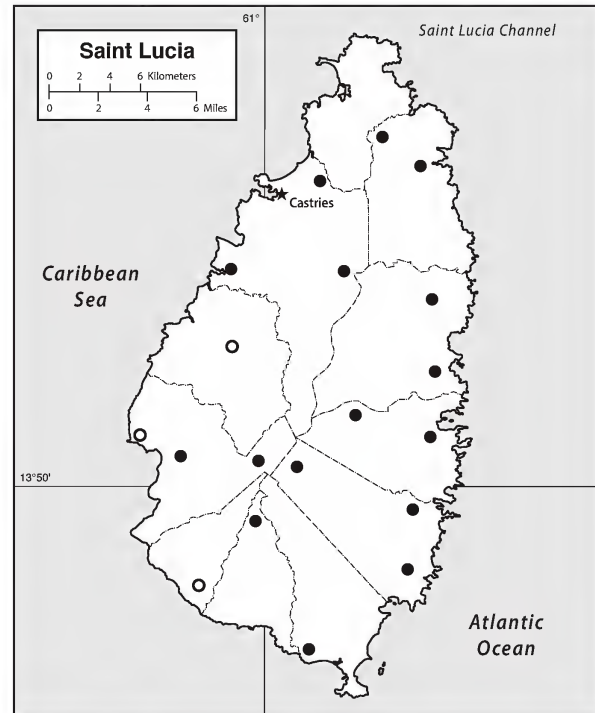 61°
Saint Lucia Channel
Saint Lucia
0 2 4 6 Kilometers
0 2 4 6 Miles
Castries
Caribbean
Sea
13°50'
Atlantic
Ocean